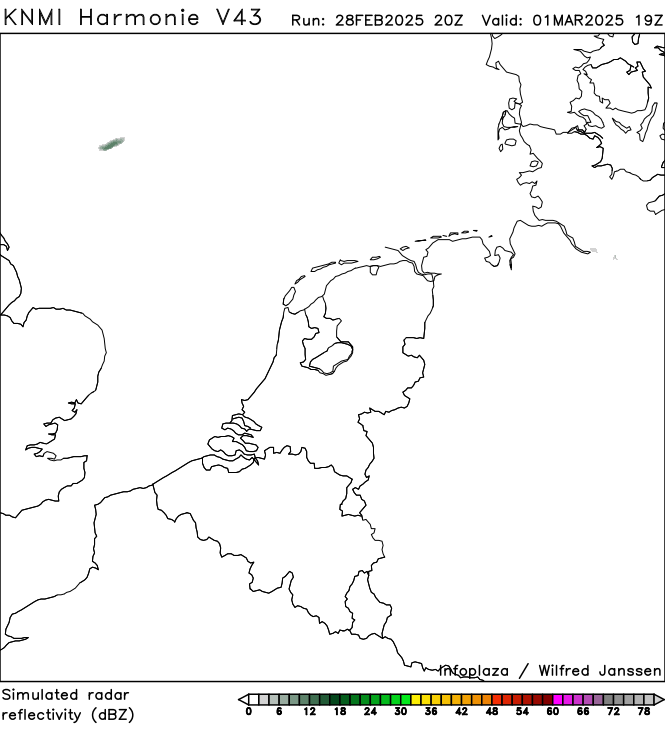 KNMI Harmonie V43 Run: 28FEB2025 20Z Valid: 01MAR2025 19Z
infoplaza / Wilfred Janssen
Simulated radar
reflectivity (dBZ)
0 6 12 18 24 30 36 42 48 54 60 66 72 78